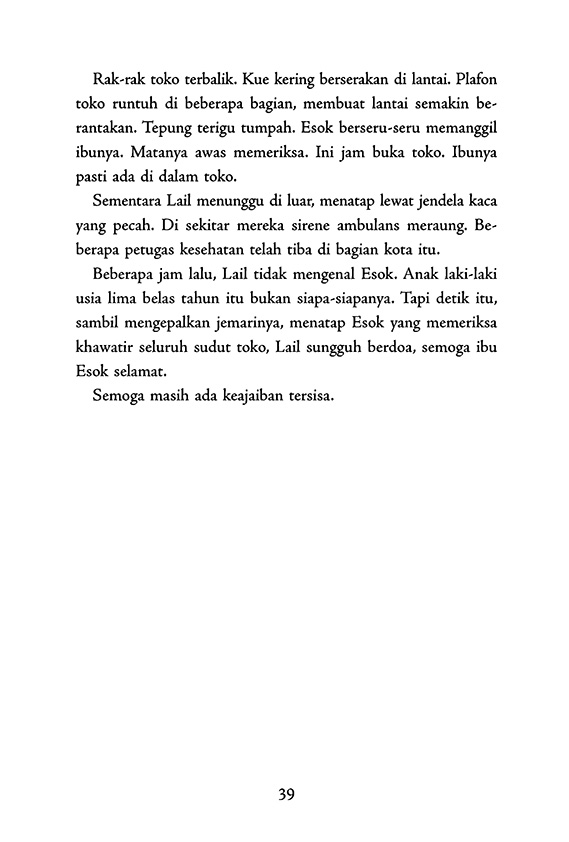 Rak-rak toko terbalik. Kue kering berserakan di lantai. Plafon
toko runtuh di beberapa bagian, membuat lantai semakin be-
rantakan. Tepung terigu tumpah. Esok berseru-seru memanggil
ibunya. Matanya awas memeriksa. Ini jam buka toko. Ibunya
pasti ada di dalam toko.
Sementara Lail menunggu di luar, menatap lewat jendela kaca
yang pecah. Di sekitar mereka sirene ambulans meraung. Be-
berapa petugas kesehatan telah tiba di bagian kota itu.
Beberapa jam lalu, Lail tidak mengenal Esok. Anak laki-laki
usia lima belas tahun itu bukan siapa-siapanya. Tapi detik itu,
sambil mengepalkan jemarinya, menatap Esok yang memeriksa
khawatir seluruh sudut toko, Lail sungguh berdoa, semoga ibu
Esok selamat.
Semoga masih ada keajaiban tersisa.
39